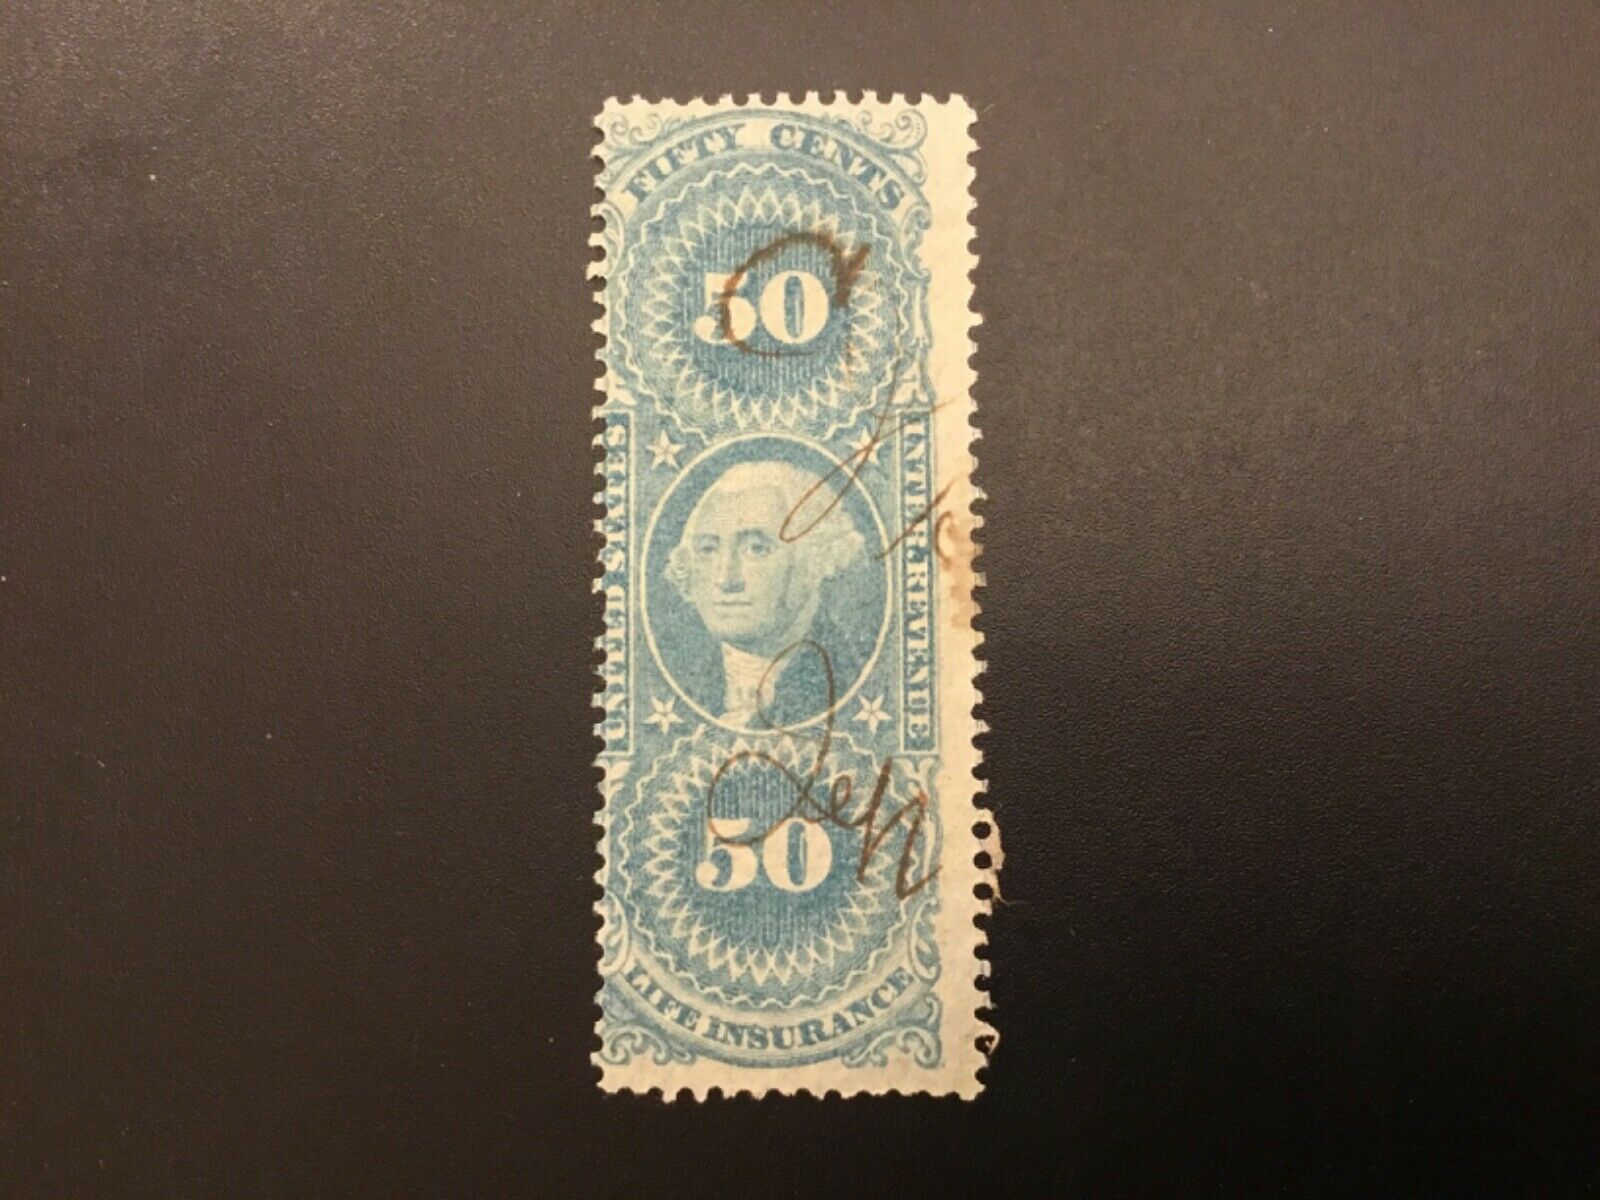 FIFTY CENTS
50
UNITED STATES
INTER. REVENUE
50
LIFE INSURANCE